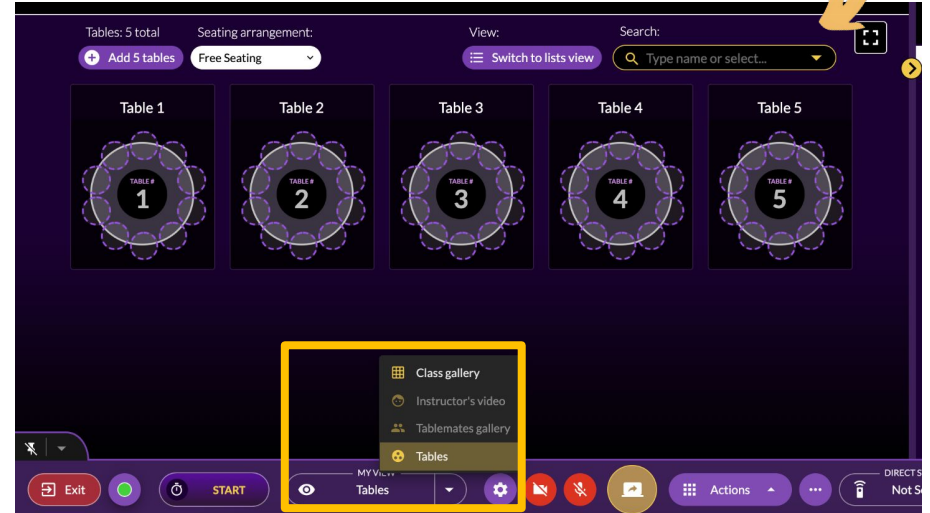 Tables: 5 total Seating arrangement: View: Search:
Add 5 tables Free Seating Switch to lists view Type name or select...
Table 1 Table 2 Table 3 Table 4 Table 5
TABLE # TABLE # TABLE # TABLE # TABLE #
1 2 3 4 5
Class gallery
Instructor's video
Tablemates gallery
Tables
MY VIEW DIRECT S
Exit START Tables Actions Not S